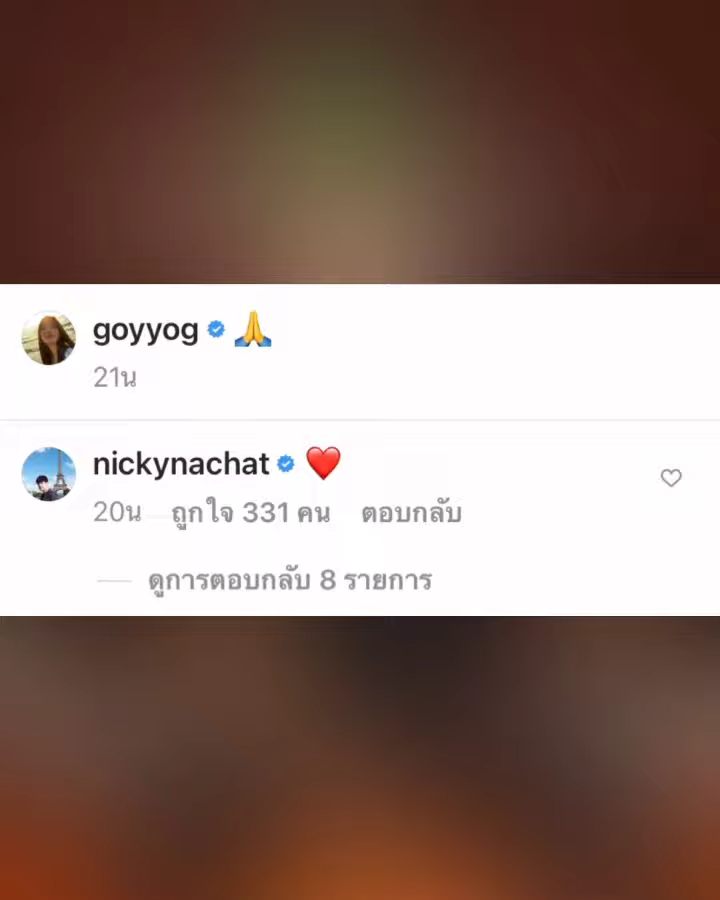 goyyog 🙏
21น
nickynachat ❤️
20น ถูกใจ 331 คน ตอบกลับ
ดูการตอบกลับ 8 รายการ